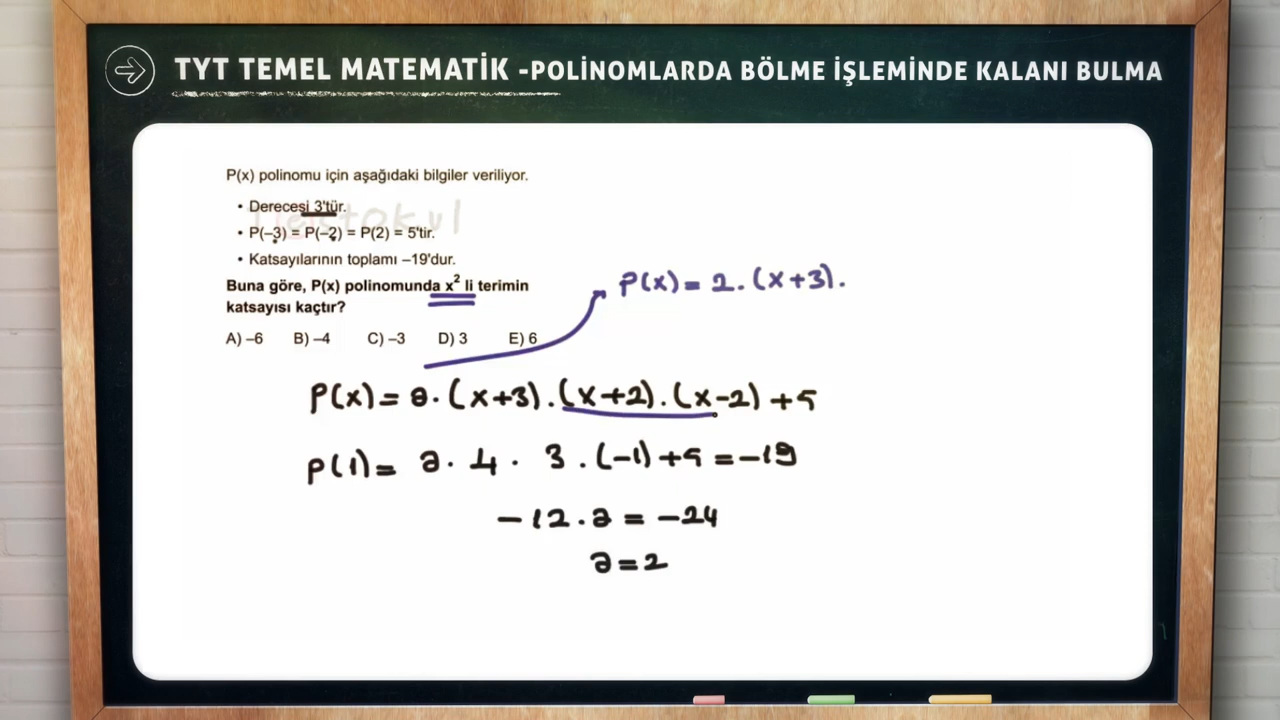 TYT TEMEL MATEMATİK -POLİNOMLARDA BÖLME İŞLEMİNDE KALANI BULMA
P(x) polinomu için aşağıdaki bilgiler veriliyor.
• Derecesi 3'tür.
• P(–3) = P(–2) = P(2) = 5'tir.
• Katsayılarının toplamı –19'dur.
Buna göre, P(x) polinomunda x² li terimin
katsayısı kaçtır?
A) –6 B) –4 C) –3 D) 3 E) 6
P(x) = 2.(x+3).
P(x) = a.(x+3).(x+2).(x-2)+5
P(1) = a. 4 . 3 .(-1)+5 = -19
-12.a = -24
a = 2